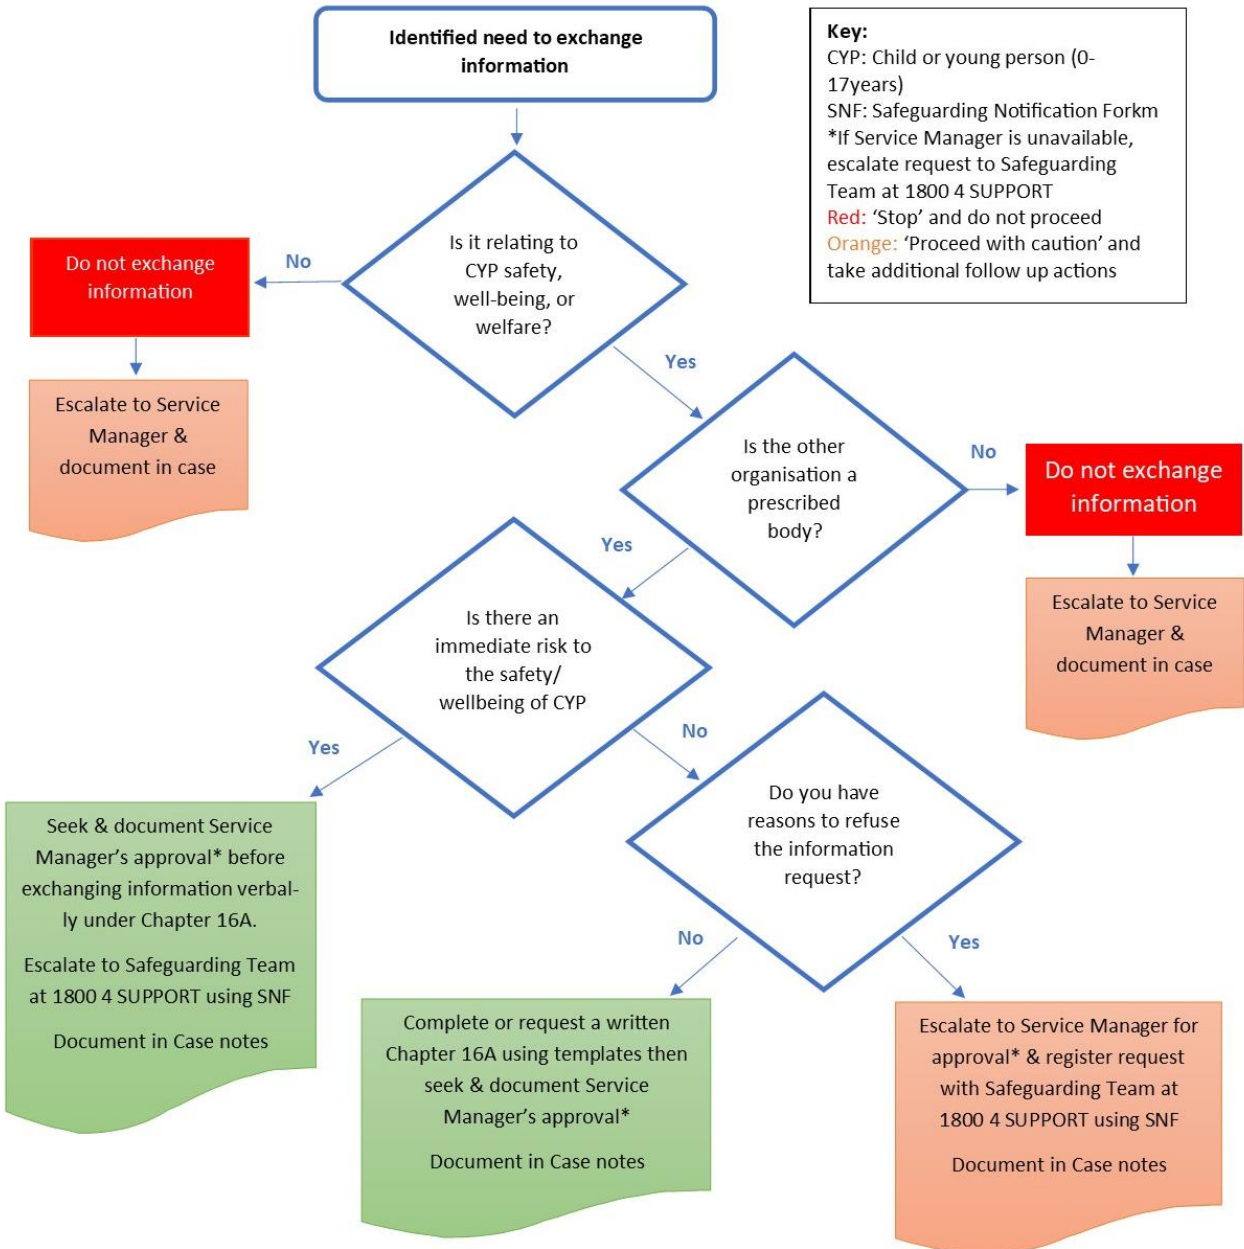 Identified need to exchange
information
Key:
CYP: Child or young person (0-
17years)
SNF: Safeguarding Notification Forkm
*If Service Manager is unavailable,
escalate request to Safeguarding
Team at 1800 4 SUPPORT
Red: ‘Stop’ and do not proceed
Orange: ‘Proceed with caution’ and
take additional follow up actions
Is it relating to
CYP safety,
well-being, or
welfare?
No
Do not exchange
information
Escalate to Service
Manager &
document in case
Yes
Is the other
organisation a
prescribed
body?
No
Do not exchange
information
Escalate to Service
Manager &
document in case
Yes
Is there an
immediate risk to
the safety/
wellbeing of CYP
Yes
Seek & document Service
Manager’s approval* before
exchanging information verbal-
ly under Chapter 16A.
Escalate to Safeguarding Team
at 1800 4 SUPPORT using SNF
Document in Case notes
No
Do you have
reasons to refuse
the information
request?
No
Complete or request a written
Chapter 16A using templates then
seek & document Service
Manager’s approval*
Document in Case notes
Yes
Escalate to Service Manager for
approval* & register request
with Safeguarding Team at
1800 4 SUPPORT using SNF
Document in Case notes